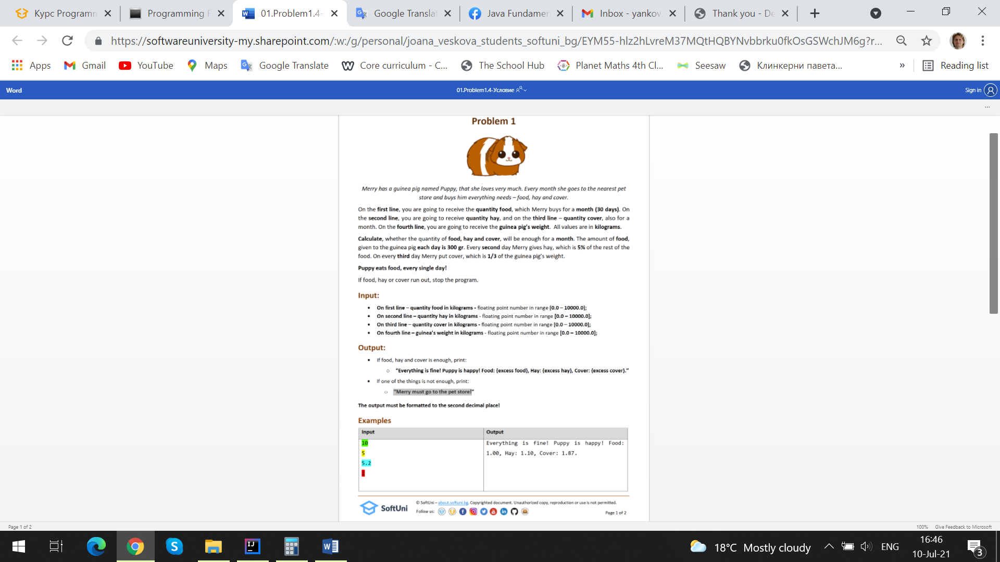 Курс Programm
Programming F
01.Problem1.4-
Google Translat
Java Fundamen
Inbox - yankov
Thank you - De
https://softwareuniversity-my.sharepoint.com/:w:/g/personal/joana_veskova_students_softuni_bg/EYM55-hlz2hLvreM37MQtHQBYNvbbrku0fkOsGSWchJM6g?r...
Apps
Gmail
YouTube
Maps
Google Translate
Core curriculum - C...
The School Hub
Planet Maths 4th Cl...
Seesaw
Клинкерни павета...
»
Reading list
Word
01.Problem1.4-Условие
Sign in
...
Problem 1
Merry has a guinea pig named Puppy, that she loves very much. Every month she goes to the nearest pet
store and buys him everything needs – food, hay and cover.
On the first line, you are going to receive the quantity food, which Merry buys for a month (30 days). On
the second line, you are going to receive quantity hay, and on the third line – quantity cover, also for a
month. On the fourth line, you are going to receive the guinea pig's weight. All values are in kilograms.
Calculate, whether the quantity of food, hay and cover, will be enough for a month. The amount of food,
given to the guinea pig each day is 300 gr. Every second day Merry gives hay, which is 5% of the rest of the
food. On every third day Merry put cover, which is 1/3 of the guinea pig's weight.
Puppy eats food, every single day!
If food, hay or cover run out, stop the program.
Input:
• On first line – quantity food in kilograms - floating point number in range [0.0 – 10000.0];
• On second line – quantity hay in kilograms - floating point number in range [0.0 – 10000.0];
• On third line – quantity cover in kilograms - floating point number in range [0.0 – 10000.0];
• On fourth line – guinea's weight in kilograms - floating point number in range [0.0 – 10000.0];
Output:
• If food, hay and cover is enough, print:
o "Everything is fine! Puppy is happy! Food: {excess food}, Hay: {excess hay}, Cover: {excess cover}."
• If one of the things is not enough, print:
o "Merry must go to the pet store!"
The output must be formatted to the second decimal place!
Examples
Input
Output
10
5
5.2
1
Everything is fine! Puppy is happy! Food:
1.00, Hay: 1.10, Cover: 1.87.
SoftUni
© SoftUni – about.softuni.bg. Copyrighted document. Unauthorized copy, reproduction or use is not permitted.
Follow us:
Page 1 of 2
Page 1 of 2
100%
Give Feedback to Microsoft
18°C Mostly cloudy
ENG
16:46
10-Jul-21
3